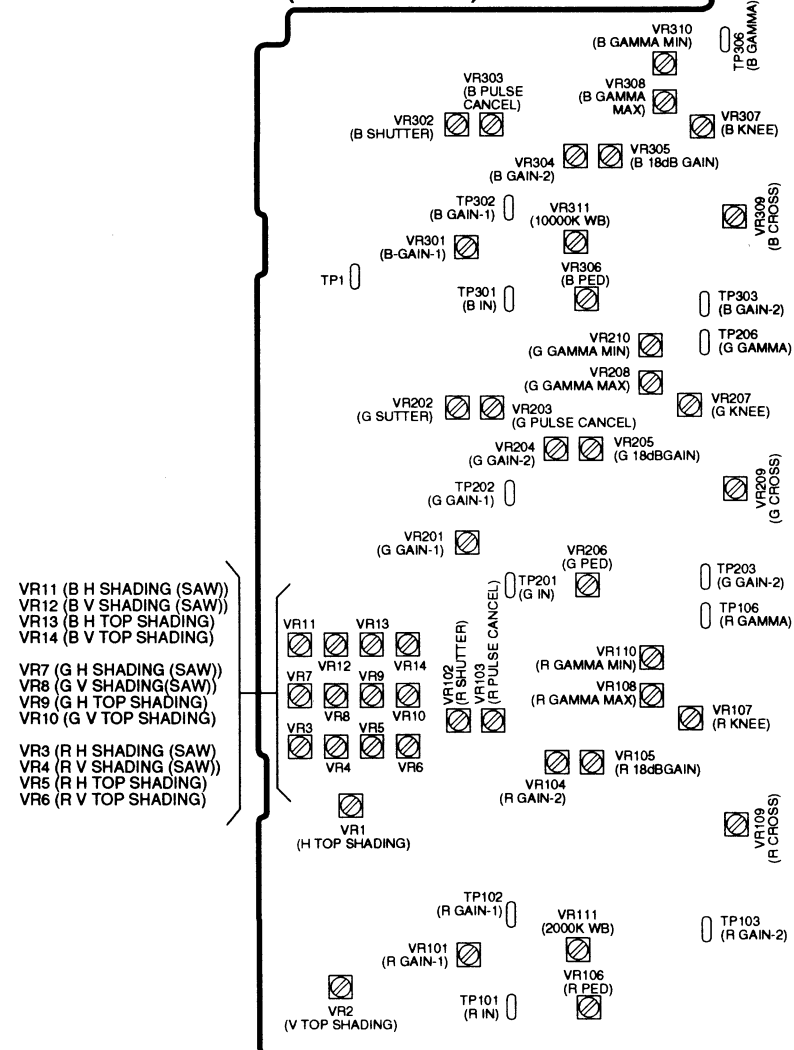 VR310
(B GAMMA MIN)
TP306
(B GAMMA)
VR303
(B PULSE
CANCEL)
VR308
(B GAMMA
MAX)
VR302
(B SHUTTER)
VR307
(B KNEE)
VR304
(B GAIN-2)
VR305
(B 18dB GAIN)
TP302
(B GAIN-1)
VR311
(10000K WB)
VR309
(B CROSS)
VR301
(B-GAIN-1)
TP1
VR306
(B PED)
TP301
(B IN)
TP303
(B GAIN-2)
VR210
(G GAMMA MIN)
TP206
(G GAMMA)
VR208
(G GAMMA MAX)
VR202
(G SUTTER)
VR203
(G PULSE CANCEL)
VR207
(G KNEE)
VR204
(G GAIN-2)
VR205
(G 18dBGAIN)
TP202
(G GAIN-1)
VR209
(G CROSS)
VR201
(G GAIN-1)
VR206
(G PED)
TP201
(G IN)
TP203
(G GAIN-2)
TP106
(R GAMMA)
VR11 (B H SHADING (SAW))
VR12 (B V SHADING (SAW))
VR13 (B H TOP SHADING)
VR14 (B V TOP SHADING)
VR7 (G H SHADING (SAW))
VR8 (G V SHADING(SAW))
VR9 (G H TOP SHADING)
VR10 (G V TOP SHADING)
VR3 (R H SHADING (SAW)
VR4 (R V SHADING (SAW))
VR5 (R H TOP SHADING)
VR6 (R V TOP SHADING)
VR11
VR13
VR12
VR14
VR7
VR9
VR8
VR10
VR3
VR5
VR4
VR6
VR102
(R SHUTTER)
VR103
(R PULSE CANCEL)
VR110
(R GAMMA MIN)
VR108
(R GAMMA MAX)
VR107
(R KNEE)
VR104
(R GAIN-2)
VR105
(R 18dBGAIN)
VR1
(H TOP SHADING)
VR109
(R CROSS)
TP102
(R GAIN-1)
VR111
(2000K WB)
TP103
(R GAIN-2)
VR101
(R GAIN-1)
VR106
(R PED)
VR2
(V TOP SHADING)
TP101
(R IN)